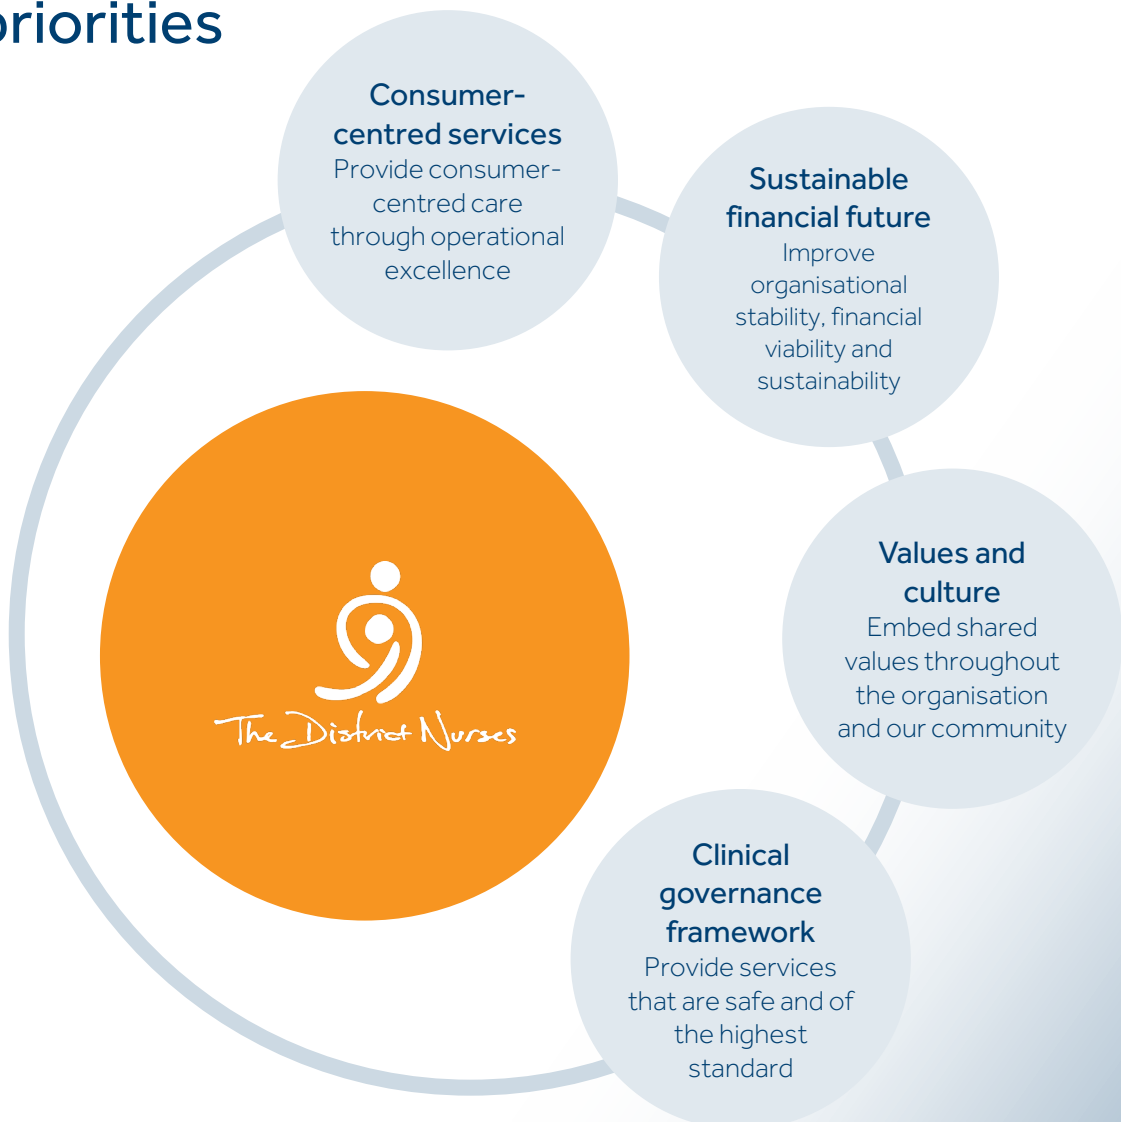 priorities
Consumer-
centred services
Provide consumer-
centred care
through operational
excellence
Sustainable
financial future
Improve
organisational
stability, financial
viability and
sustainability
Values and
culture
Embed shared
values throughout
the organisation
and our community
The District Nurses
Clinical
governance
framework
Provide services
that are safe and of
the highest
standard